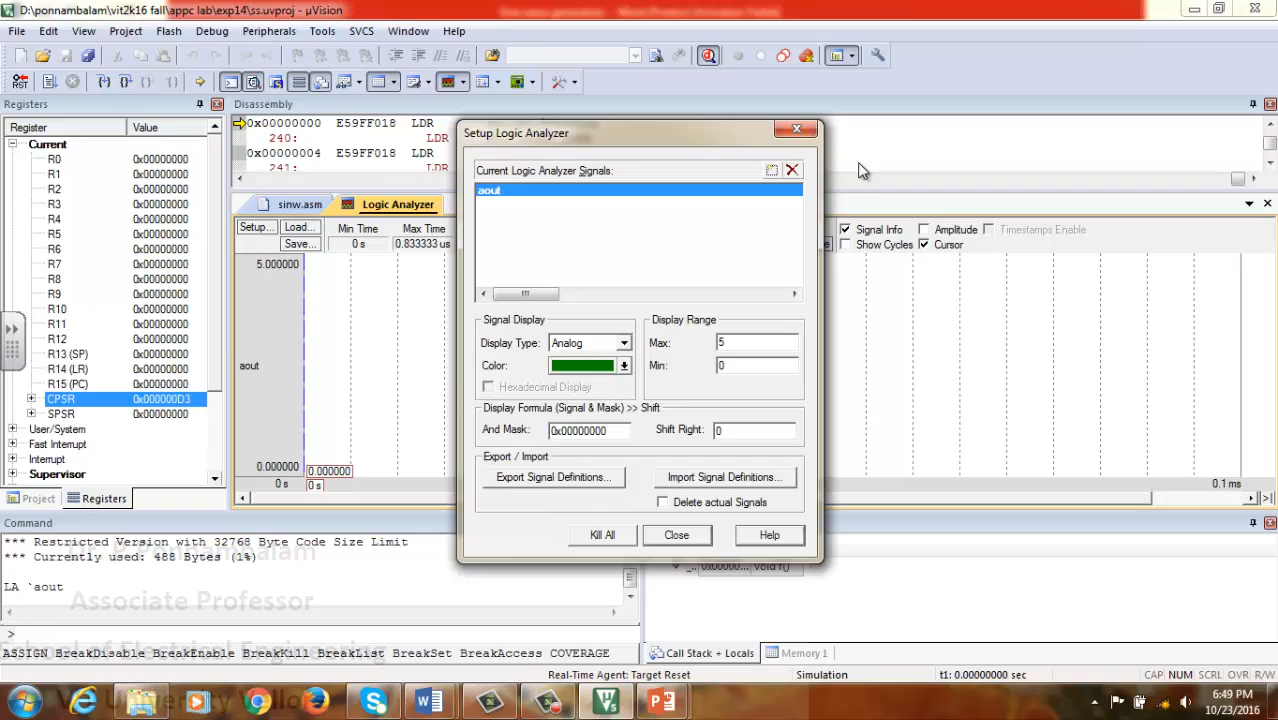 D:\ponnambalam\vit2k16 fall\appc lab\exp14\ss.uvproj - µVision
File Edit View Project Flash Debug Peripherals Tools SVCS Window Help
Registers
Register Value
Current
R0 0x00000000
R1 0x00000000
R2 0x00000000
R3 0x00000000
R4 0x00000000
R5 0x00000000
R6 0x00000000
R7 0x00000000
R8 0x00000000
R9 0x00000000
R10 0x00000000
R11 0x00000000
R12 0x00000000
R13 (SP) 0x00000000
R14 (LR) 0x00000000
R15 (PC) 0x00000000
CPSR 0x000000D3
SPSR 0x00000000
User/System
Fast Interrupt
Interrupt
Supervisor
Project Registers
Disassembly
0x00000000 E59FF018 LDR
240: LDR
0x00000004 E59FF018 LDR
241: LDR
sinw.asm Logic Analyzer
Setup... Load... Min Time Max Time
Save... 0 s 0.833333 us
Signal Info Amplitude Timestamps Enable
Show Cycles Cursor
5.000000
aout
0.000000 0.000000
0 s 0 s 0.1 ms
Setup Logic Analyzer
Current Logic Analyzer Signals:
aout
Signal Display Display Range
Display Type: Analog Max: 5
Color: Min: 0
Hexadecimal Display
Display Formula (Signal & Mask) >> Shift
And Mask: 0x00000000 Shift Right: 0
Export / Import
Export Signal Definitions... Import Signal Definitions...
Delete actual Signals
Kill All Close Help
Command
*** Restricted Version with 32768 Byte Code Size Limit
*** Currently used: 488 Bytes (1%)
LA `aout
>
ASSIGN BreakDisable BreakEnable BreakKill BreakList BreakSet BreakAccess COVERAGE
Associate Professor
School of Electrical Engineering
0x00000... void f()
Call Stack + Locals Memory 1
Real-Time Agent: Target Reset Simulation t1: 0.00000000 sec CAP NUM SCRL OVR R/W
6:49 PM
10/23/2016